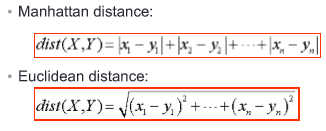 • Manhattan distance:
dist(X,Y)=|x₁ − y₁|+|x₂ − y₂|+⋯+|xₙ − yₙ|
• Euclidean distance:
dist(X,Y)=√((x₁ − y₁)²+⋯+(xₙ − yₙ)²)